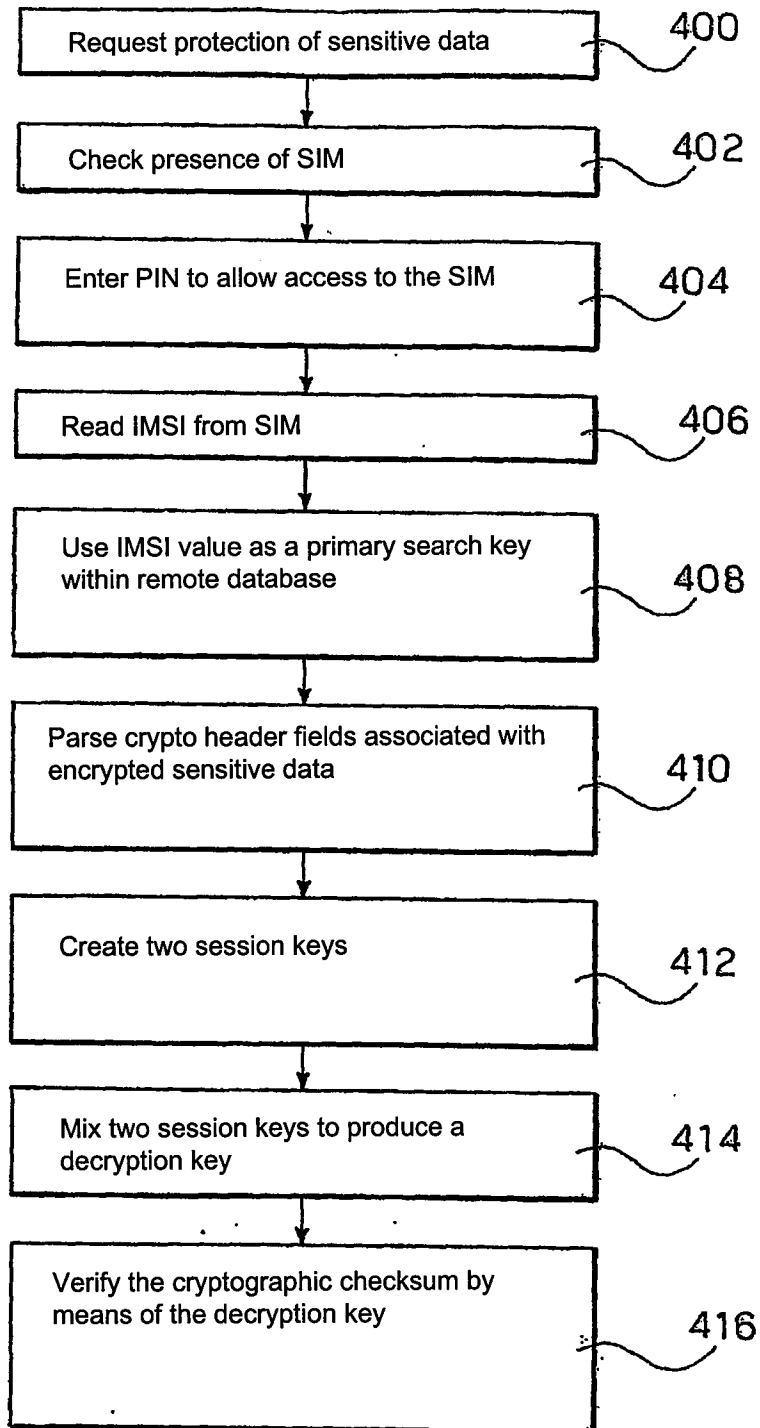 Request protection of sensitive data
400
Check presence of SIM
402
Enter PIN to allow access to the SIM
404
Read IMSI from SIM
406
Use IMSI value as a primary search key
within remote database
408
Parse crypto header fields associated with
encrypted sensitive data
410
Create two session keys
412
Mix two session keys to produce a
decryption key
414
Verify the cryptographic checksum by
means of the decryption key
416